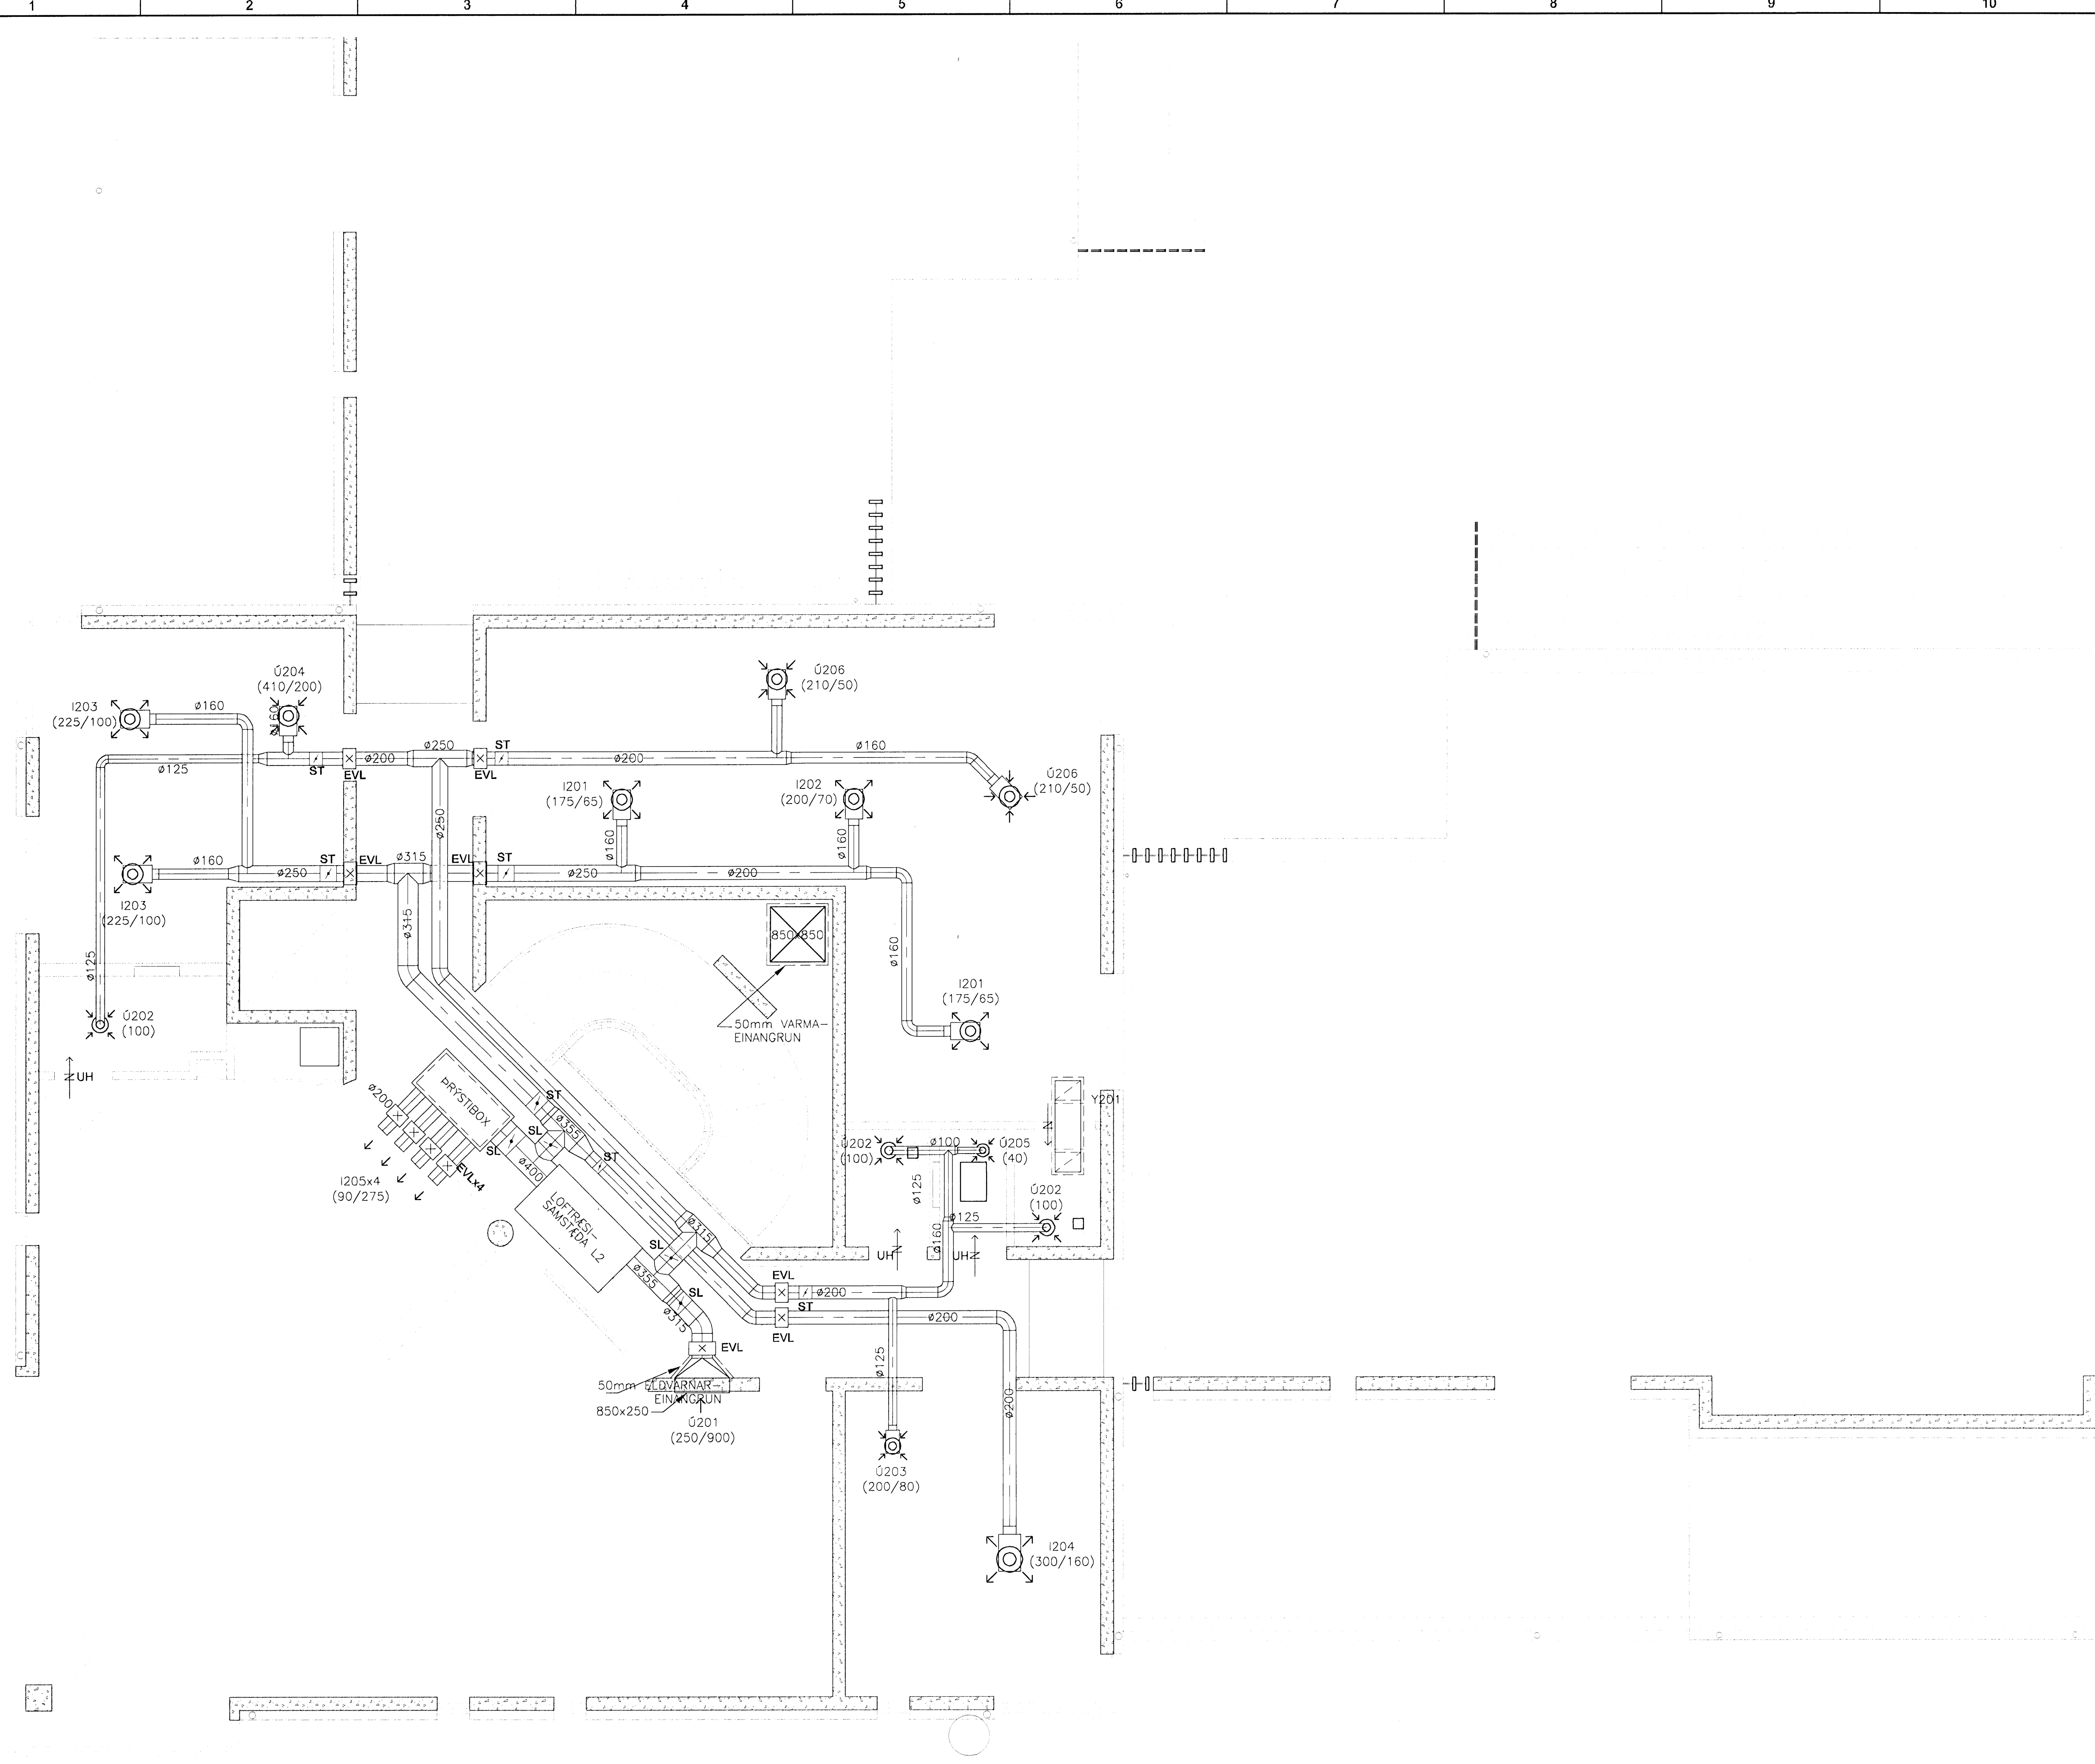 1 2 3 4 5 6 7 8 9 10
Ú204
(410/200)
Ú206
(210/50)
I203
(225/100)
ø160
ø160
ø250
ST
ø160
ø125
ST
EVL
ø200
EVL
ø200
Ú206
(210/50)
I201
(175/65)
I202
(200/70)
ø250
ø160
ø160
ø160
ST
EVL
ø315
EVL
ST
ø250
ø250
ø200
I203
(225/100)
ø315
850x850
ø160
ø125
I201
(175/65)
Ú202
(100)
50mm VARMA-
EINANGRUN
UH
ÞRÝSTIBOX
ø200
ST
ø355
SL
SL
ø400
ST
EVLx4
I205x4
(90/275)
LOFTRÆSI-
SAMSTÆÐA L2
Y201
Ú202
(100)
ø100
Ú205
(40)
ø125
Ú202
(100)
ø125
ø160
UH
UH
ø315
SL
ø355
SL
ø315
EVL
ø200
ST
EVL
ø200
EVL
ø125
ø200
50mm ELDVARNAR-
EINANGRUN
850x250
Ú201
(250/900)
Ú203
(200/80)
I204
(300/160)